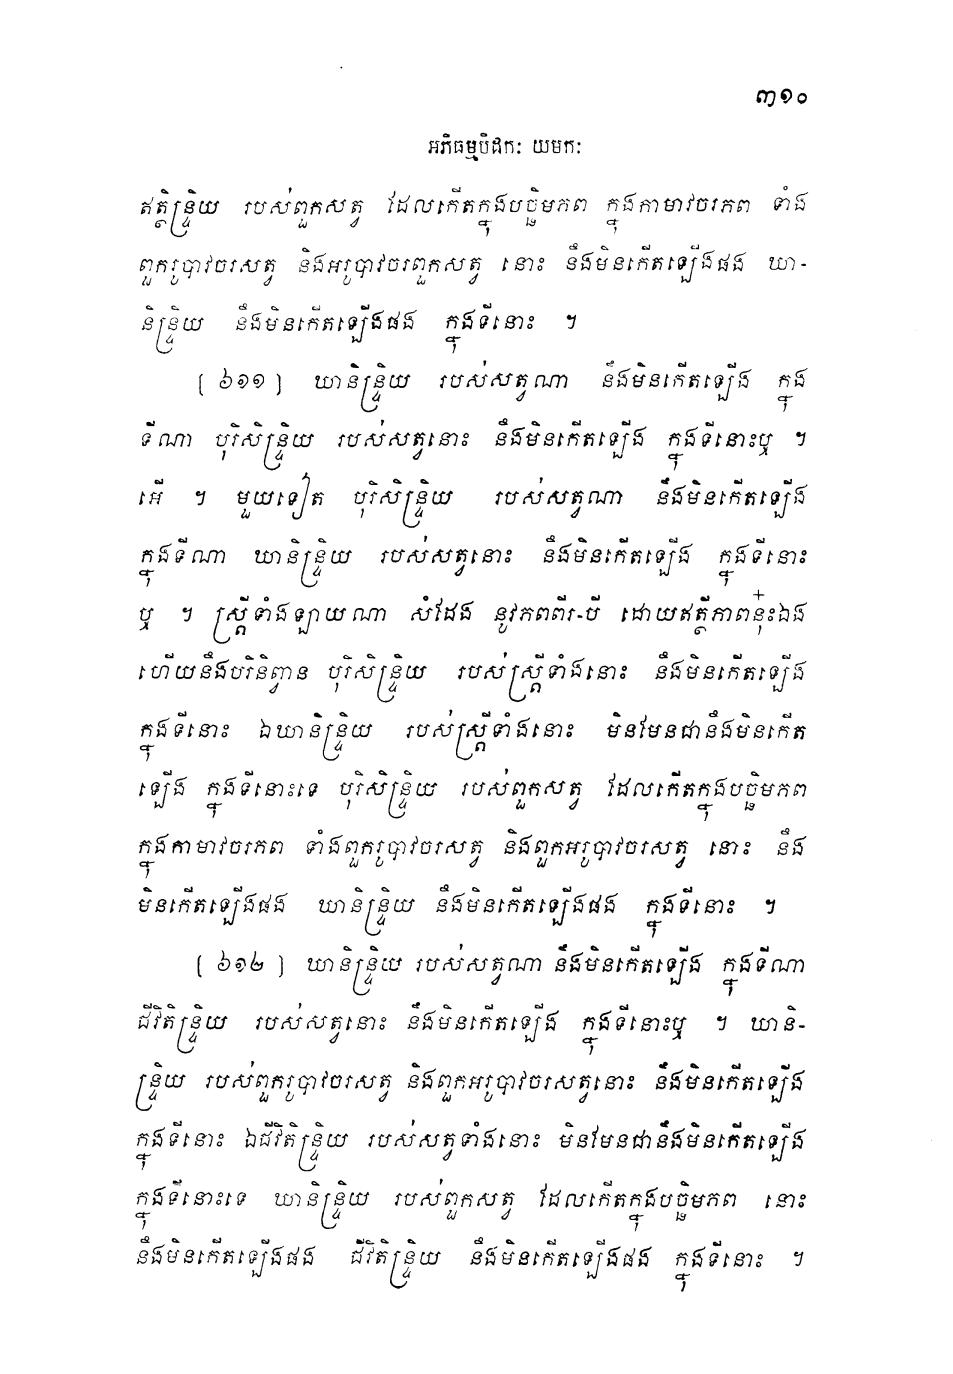 ៣១០
អភិធម្មបិដកៈ យមកៈ
ឥត្ថិន្ទ្រិយ របស់ពួកសត្វ ដែលកើតក្នុងបច្ឆិមភព ក្នុងកាមាវចរភព ទាំង
ពួករូបាវចរសត្វ និងអរូបាវចរពួកសត្វ នោះ នឹងមិនកើតឡើងផង ឃា-
និន្ទ្រិយ នឹងមិនកើតឡើងផង ក្នុងទីនោះ ។
[ ៦១១ ] ឃានិន្ទ្រិយ របស់សត្វណា នឹងមិនកើតឡើង ក្នុង
ទីណា បុរិសិន្ទ្រិយ របស់សត្វនោះ នឹងមិនកើតឡើង ក្នុងទីនោះឬ ។
អើ ។ មួយទៀត បុរិសិន្ទ្រិយ របស់សត្វណា នឹងមិនកើតឡើង
ក្នុងទីណា ឃានិន្ទ្រិយ របស់សត្វនោះ នឹងមិនកើតឡើង ក្នុងទីនោះ
ឬ ។ ស្រ្តីទាំងឡាយណា សំដែង នូវភពពីរ-បី ដោយឥត្ថីភាពនុ៎ះឯង
ហើយនឹងបរិនិព្វាន បុរិសិន្ទ្រិយ របស់ស្រ្តីទាំងនោះ នឹងមិនកើតឡើង
ក្នុងទីនោះ ឯឃានិន្ទ្រិយ របស់ស្រ្តីទាំងនោះ មិនមែនជានឹងមិនកើត
ឡើង ក្នុងទីនោះទេ បុរិសិន្ទ្រិយ របស់ពួកសត្វ ដែលកើតក្នុងបច្ឆិមភព
ក្នុងកាមាវចរភព ទាំងពួករូបាវចរសត្វ និងពួកអរូបាវចរសត្វ នោះ នឹង
មិនកើតឡើងផង ឃានិន្ទ្រិយ នឹងមិនកើតឡើងផង ក្នុងទីនោះ ។
[ ៦១២ ] ឃានិន្ទ្រិយ របស់សត្វណា នឹងមិនកើតឡើង ក្នុងទីណា
ជីវិតិន្ទ្រិយ របស់សត្វនោះ នឹងមិនកើតឡើង ក្នុងទីនោះឬ ។ ឃានិ-
ន្ទ្រិយ របស់ពួករូបាវចរសត្វ និងពួកអរូបាវចរសត្វនោះ នឹងមិនកើតឡើង
ក្នុងទីនោះ ឯជីវិតិន្ទ្រិយ របស់សត្វទាំងនោះ មិនមែនជានឹងមិនកើតឡើង
ក្នុងទីនោះទេ ឃានិន្ទ្រិយ របស់ពួកសត្វ ដែលកើតក្នុងបច្ឆិមភព នោះ
នឹងមិនកើតឡើងផង ជីវិតិន្ទ្រិយ នឹងមិនកើតឡើងផង ក្នុងទីនោះ ។